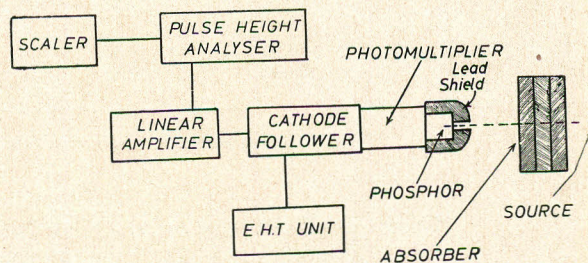 SCALER
PULSE HEIGHT
ANALYSER
PHOTOMULTIPLIER
Lead
Shield
LINEAR
AMPLIFIER
CATHODE
FOLLOWER
PHOSPHOR
SOURCE
E H.T UNIT
ABSORBER